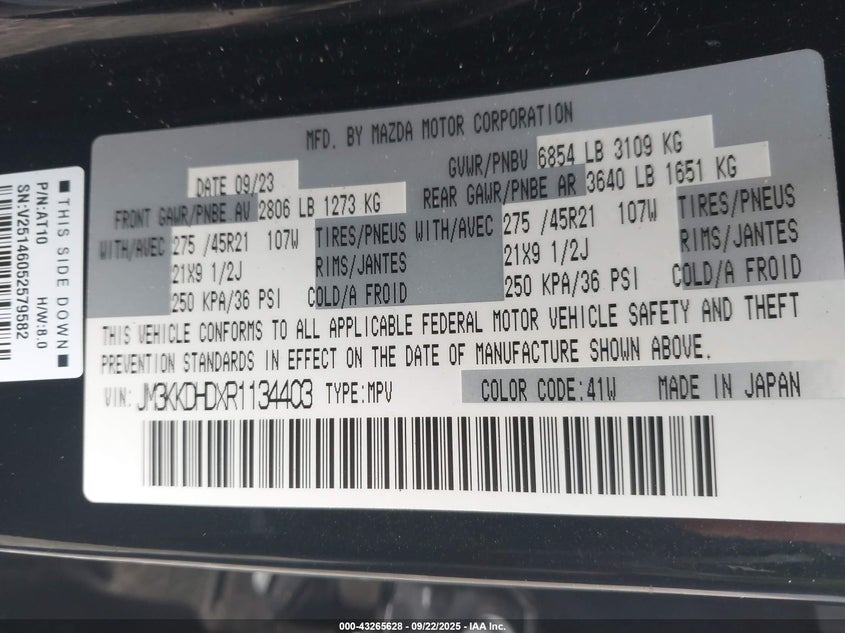 THIS SIDE DOWN
P/N:AT10 H/W:8.0
SN:V25146052579582
MFD. BY MAZDA MOTOR CORPORATION
DATE 09/23 GVWR/PNBV 6854 LB 3109 KG
FRONT GAWR/PNBE AV 2806 LB 1273 KG REAR GAWR/PNBE AR 3640 LB 1651 KG
WITH/AVEC 275 /45R21 107W TIRES/PNEUS WITH/AVEC 275 /45R21 107W TIRES/PNEUS
21X9 1/2J RIMS/JANTES 21X9 1/2J RIMS/JANTES
250 KPA/36 PSI COLD/A FROID 250 KPA/36 PSI COLD/A FROID
THIS VEHICLE CONFORMS TO ALL APPLICABLE FEDERAL MOTOR VEHICLE SAFETY AND THEFT
PREVENTION STANDARDS IN EFFECT ON THE DATE OF MANUFACTURE SHOWN ABOVE.
VIN: JM3KKDHDXR1134403 TYPE:MPV COLOR CODE:41W MADE IN JAPAN
000-43265628 - 09/22/2025 - IAA Inc.